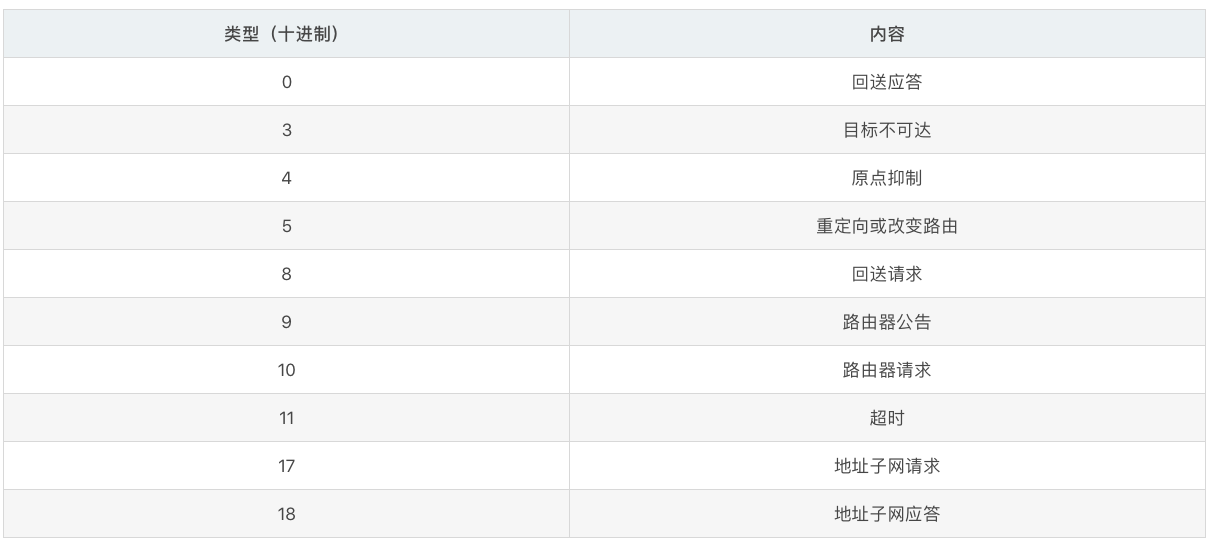 类型（十进制） 内容
0 回送应答
3 目标不可达
4 原点抑制
5 重定向或改变路由
8 回送请求
9 路由器公告
10 路由器请求
11 超时
17 地址子网请求
18 地址子网应答